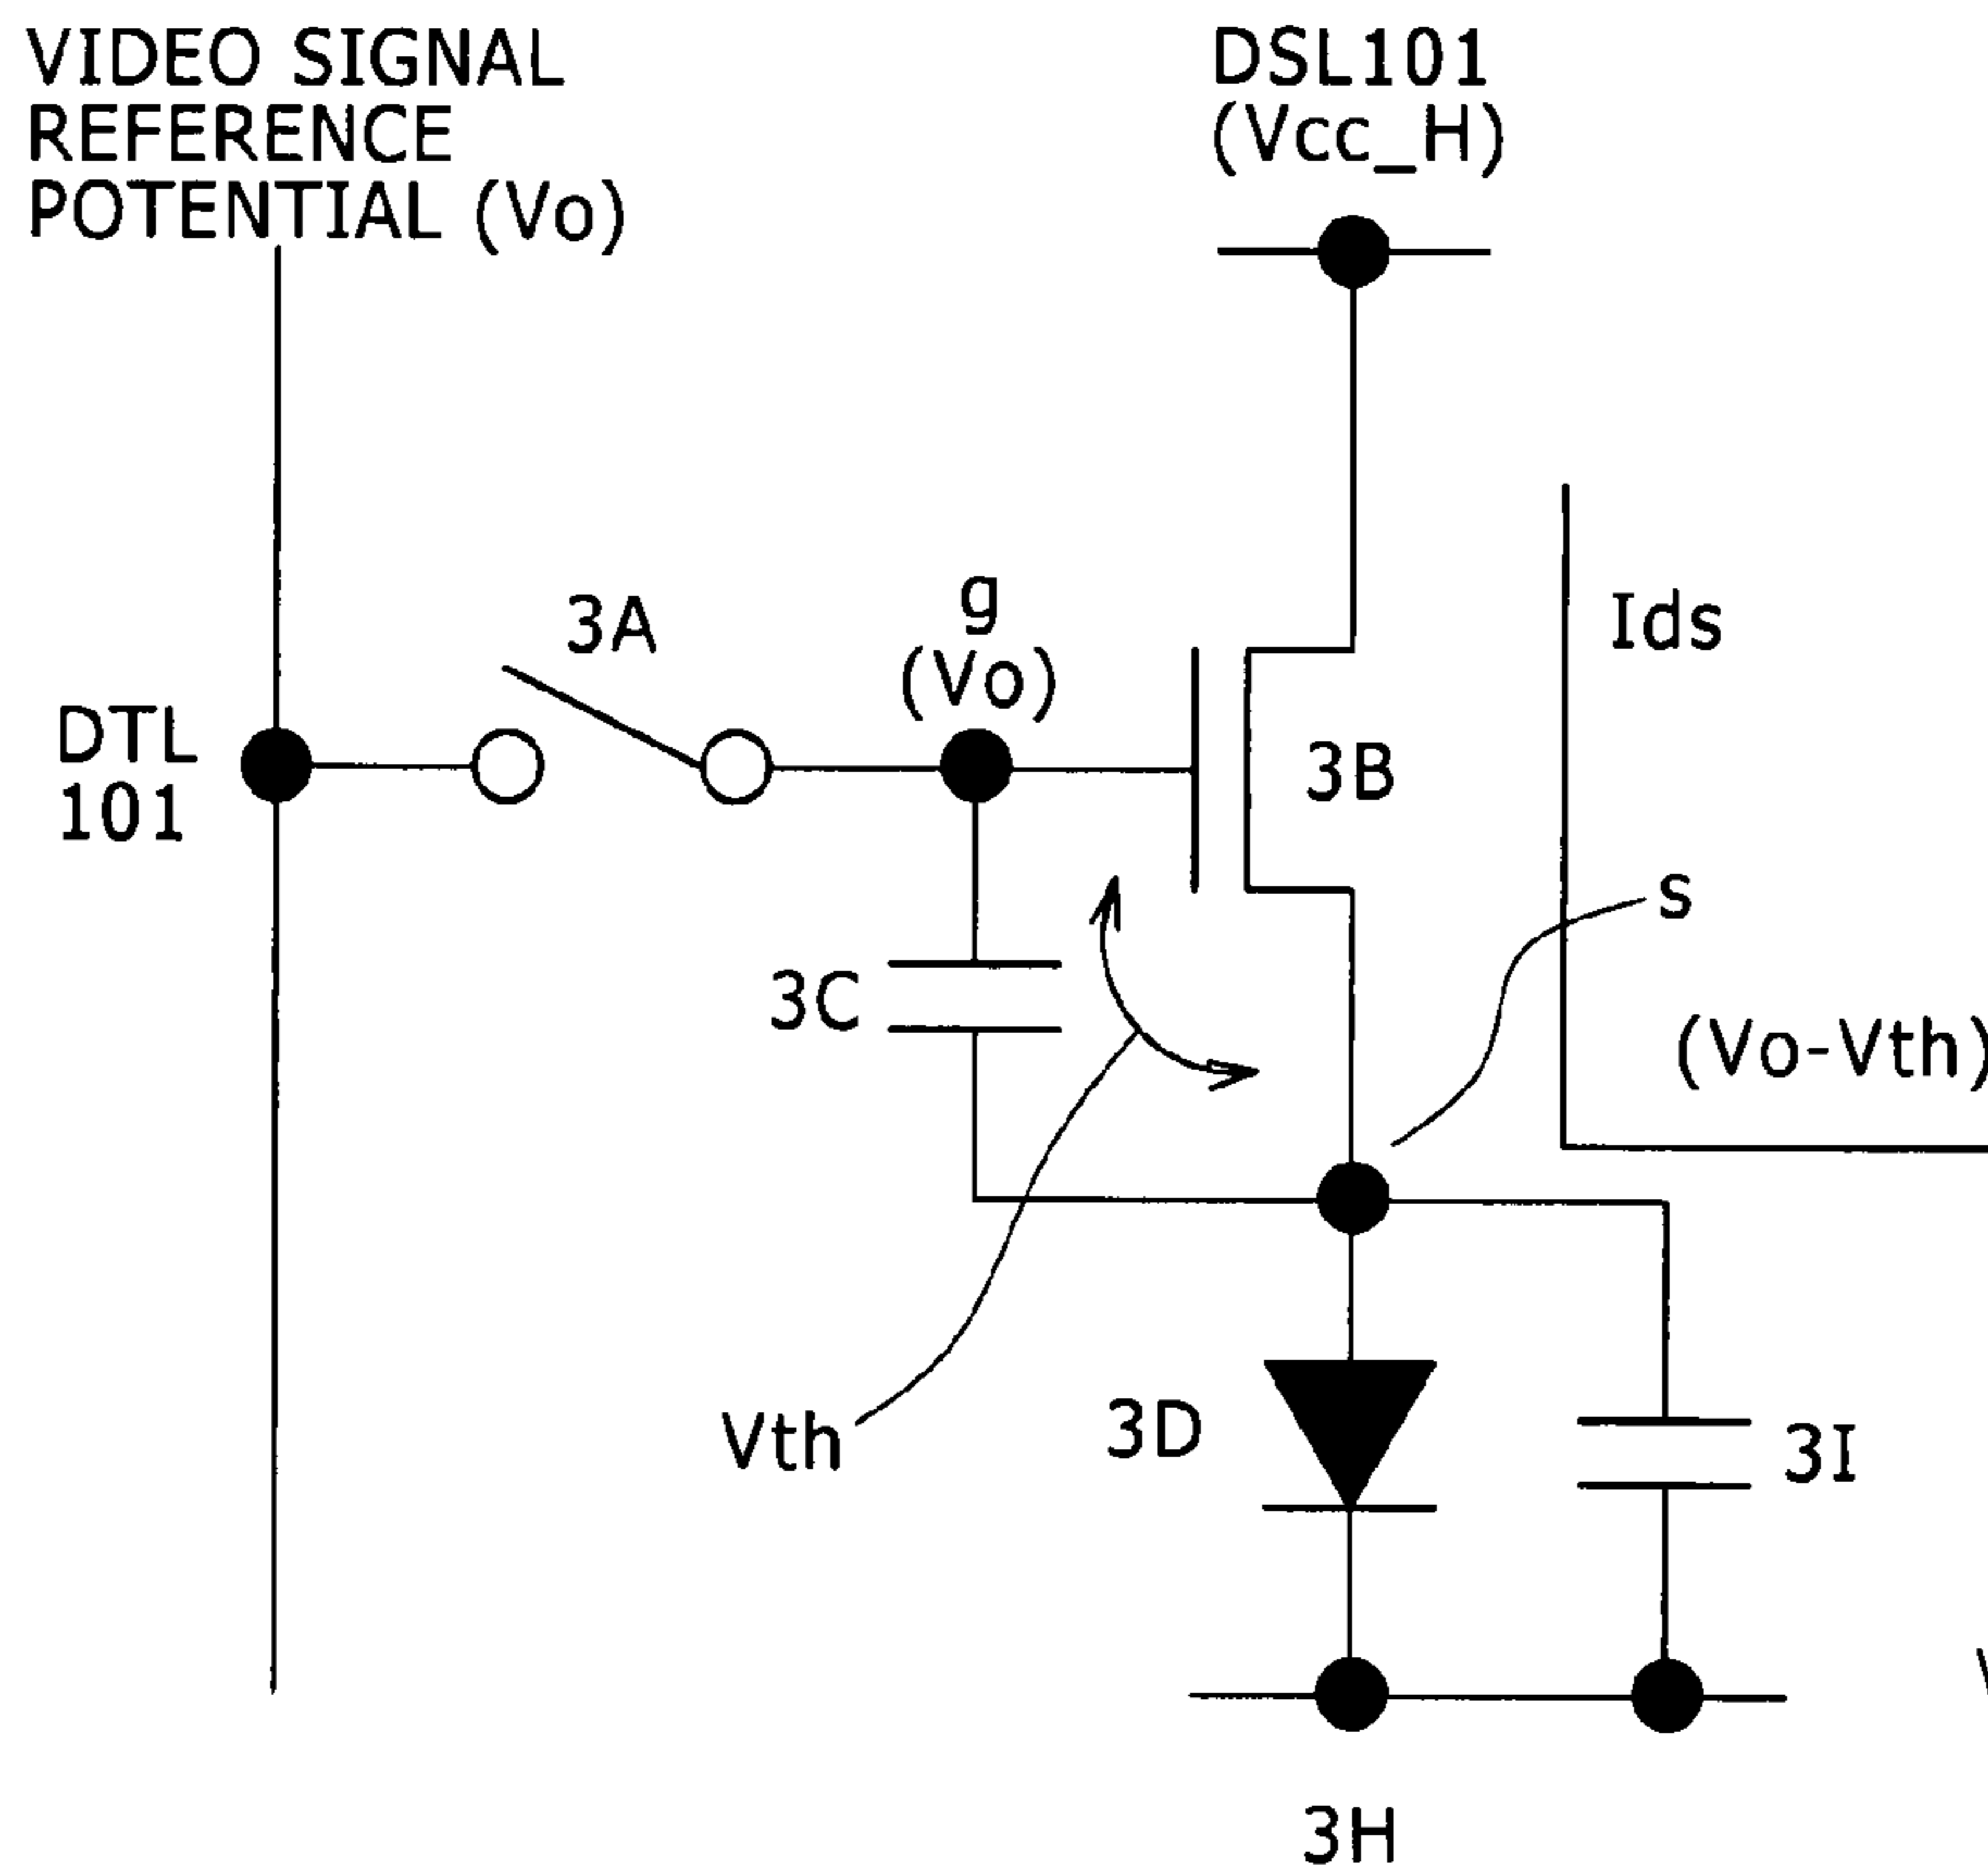 VIDEO SIGNAL
REFERENCE
POTENTIAL (Vo)
DSL101
(Vcc_H)
3A
g
(Vo)
Ids
DTL
101
3B
s
3C
(Vo-Vth)
Vth
3D
3I
3H